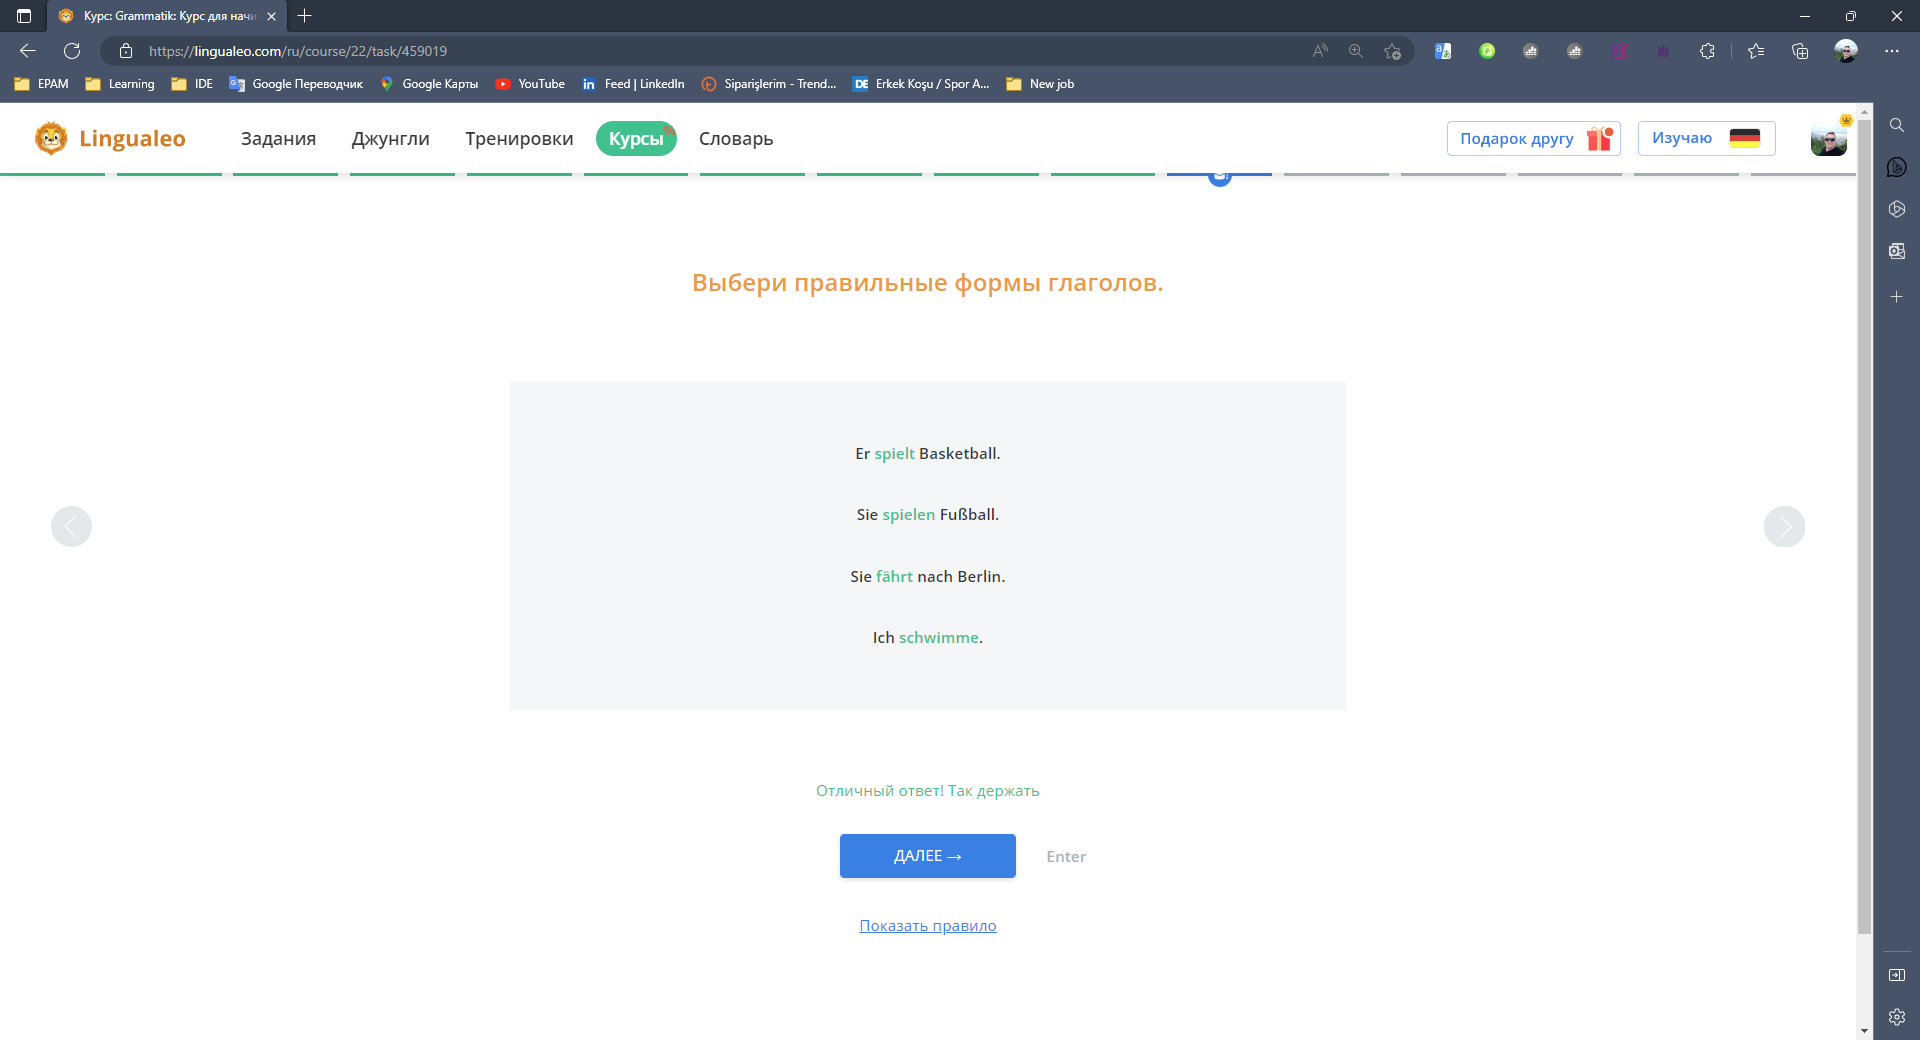 Курс: Grammatik: Курс для начи
https://lingualeo.com/ru/course/22/task/459019
EPAM Learning IDE Google Переводчик Google Карты YouTube Feed | LinkedIn Siparişlerim - Trend... Erkek Koşu / Spor A... New job
Lingualeo Задания Джунгли Тренировки Курсы Словарь Подарок другу Изучаю
Выбери правильные формы глаголов.
Er spielt Basketball.
Sie spielen Fußball.
Sie fährt nach Berlin.
Ich schwimme.
Отличный ответ! Так держать
ДАЛЕЕ → Enter
Показать правило